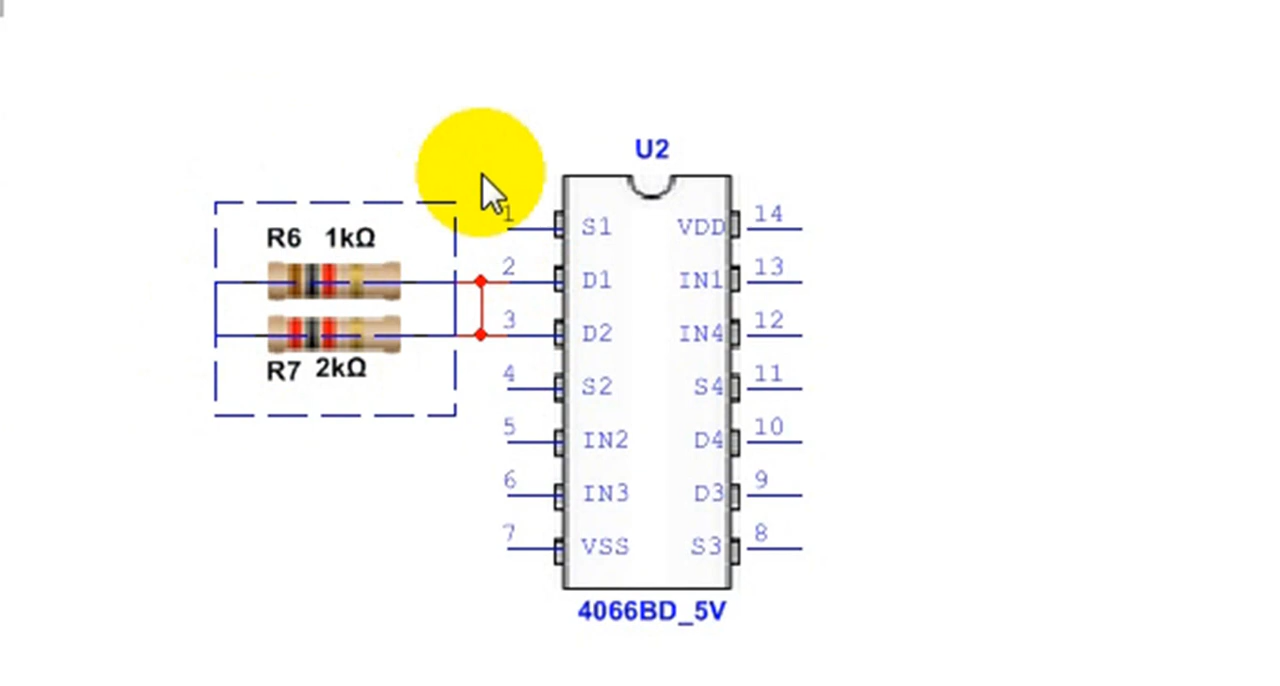 U2
R6 1kΩ
R7 2kΩ
1 S1 VDD 14
2 D1 IN1 13
3 D2 IN4 12
4 S2 S4 11
5 IN2 D4 10
6 IN3 D3 9
7 VSS S3 8
4066BD_5V